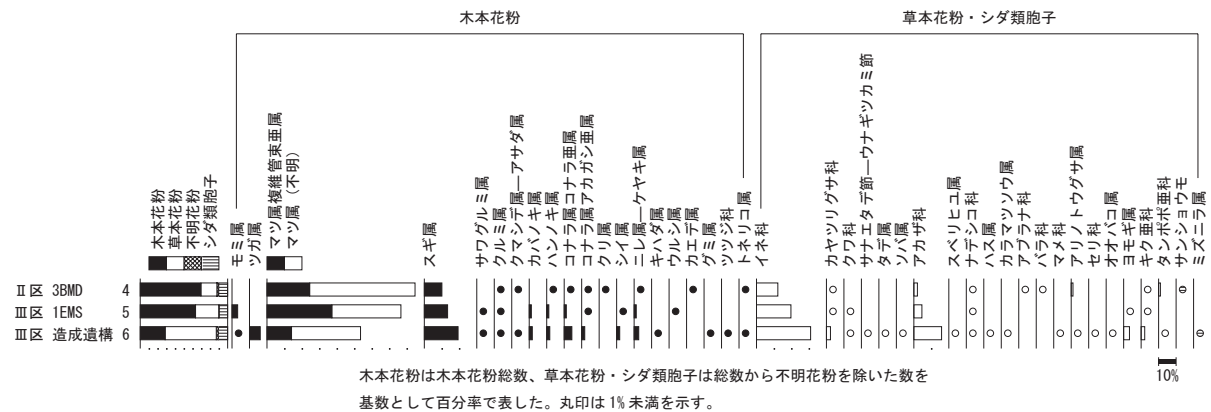 木本花粉
草本花粉・シダ類胞子
木本花粉
草本花粉
不明花粉
シダ類胞子
モミ属
ツガ属
マツ属複維管束亜属
マツ属(不明)
スギ属
サワグルミ属
クルミ属
クマシデ属―アサダ属
カバノキ属
ハンノキ属
コナラ属コナラ亜属
コナラ属アカガシ亜属
クリ属
シイ属
ニレ属―ケヤキ属
キハダ属
ウルシ属
カエデ属
グミ属
ツツジ科
トネリコ属
イネ科
カヤツリグサ科
クワ科
サナエタデ節―ウナギツカミ節
タデ属
ソバ属
アカザ科
スベリヒユ属
ナデシコ科
ハス属
カラマツソウ属
アブラナ科
バラ科
マメ科
アリノトウグサ属
セリ科
オオバコ属
ヨモギ属
キク亜科
タンポポ亜科
サンショウモ
ミズニラ属
Ⅱ区 3BMD 4
Ⅲ区 1EMS 5
Ⅲ区 造成遺構 6
10%
木本花粉は木本花粉総数、草本花粉・シダ類胞子は総数から不明花粉を除いた数を
基数として百分率で表した。丸印は1%未満を示す。